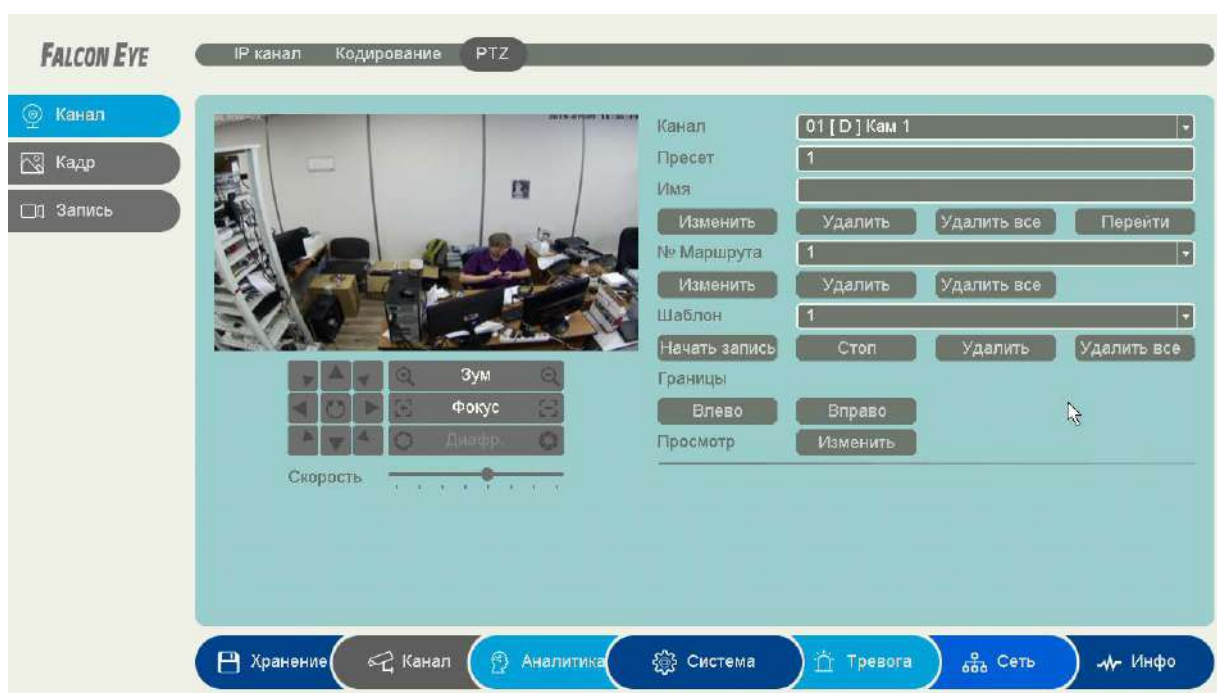 FALCON EYE
IP канал Кодирование PTZ
Канал
Кадр
Запись
Канал 01 [ D ] Кам 1
Пресет 1
Имя
Изменить Удалить Удалить все Перейти
№ Маршрута 1
Изменить Удалить Удалить все
Шаблон 1
Начать запись Стоп Удалить Удалить все
Границы
Влево Вправо
Просмотр Изменить
Зум
Фокус
Диафр.
Скорость
Хранение Канал Аналитика Система Тревога Сеть Инфо